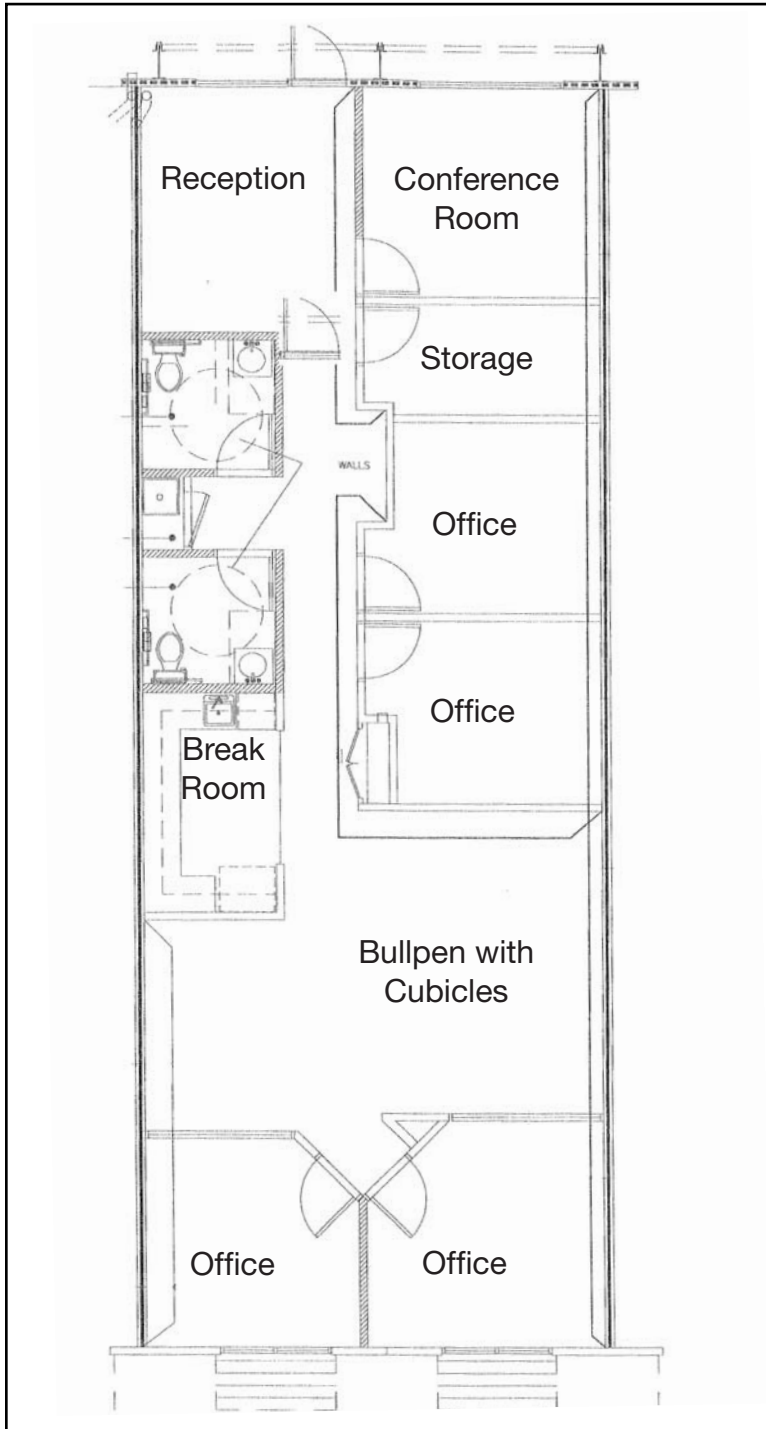 Reception
Conference
Room
Storage
WALLS
Office
Office
Break
Room
Bullpen with
Cubicles
Office
Office